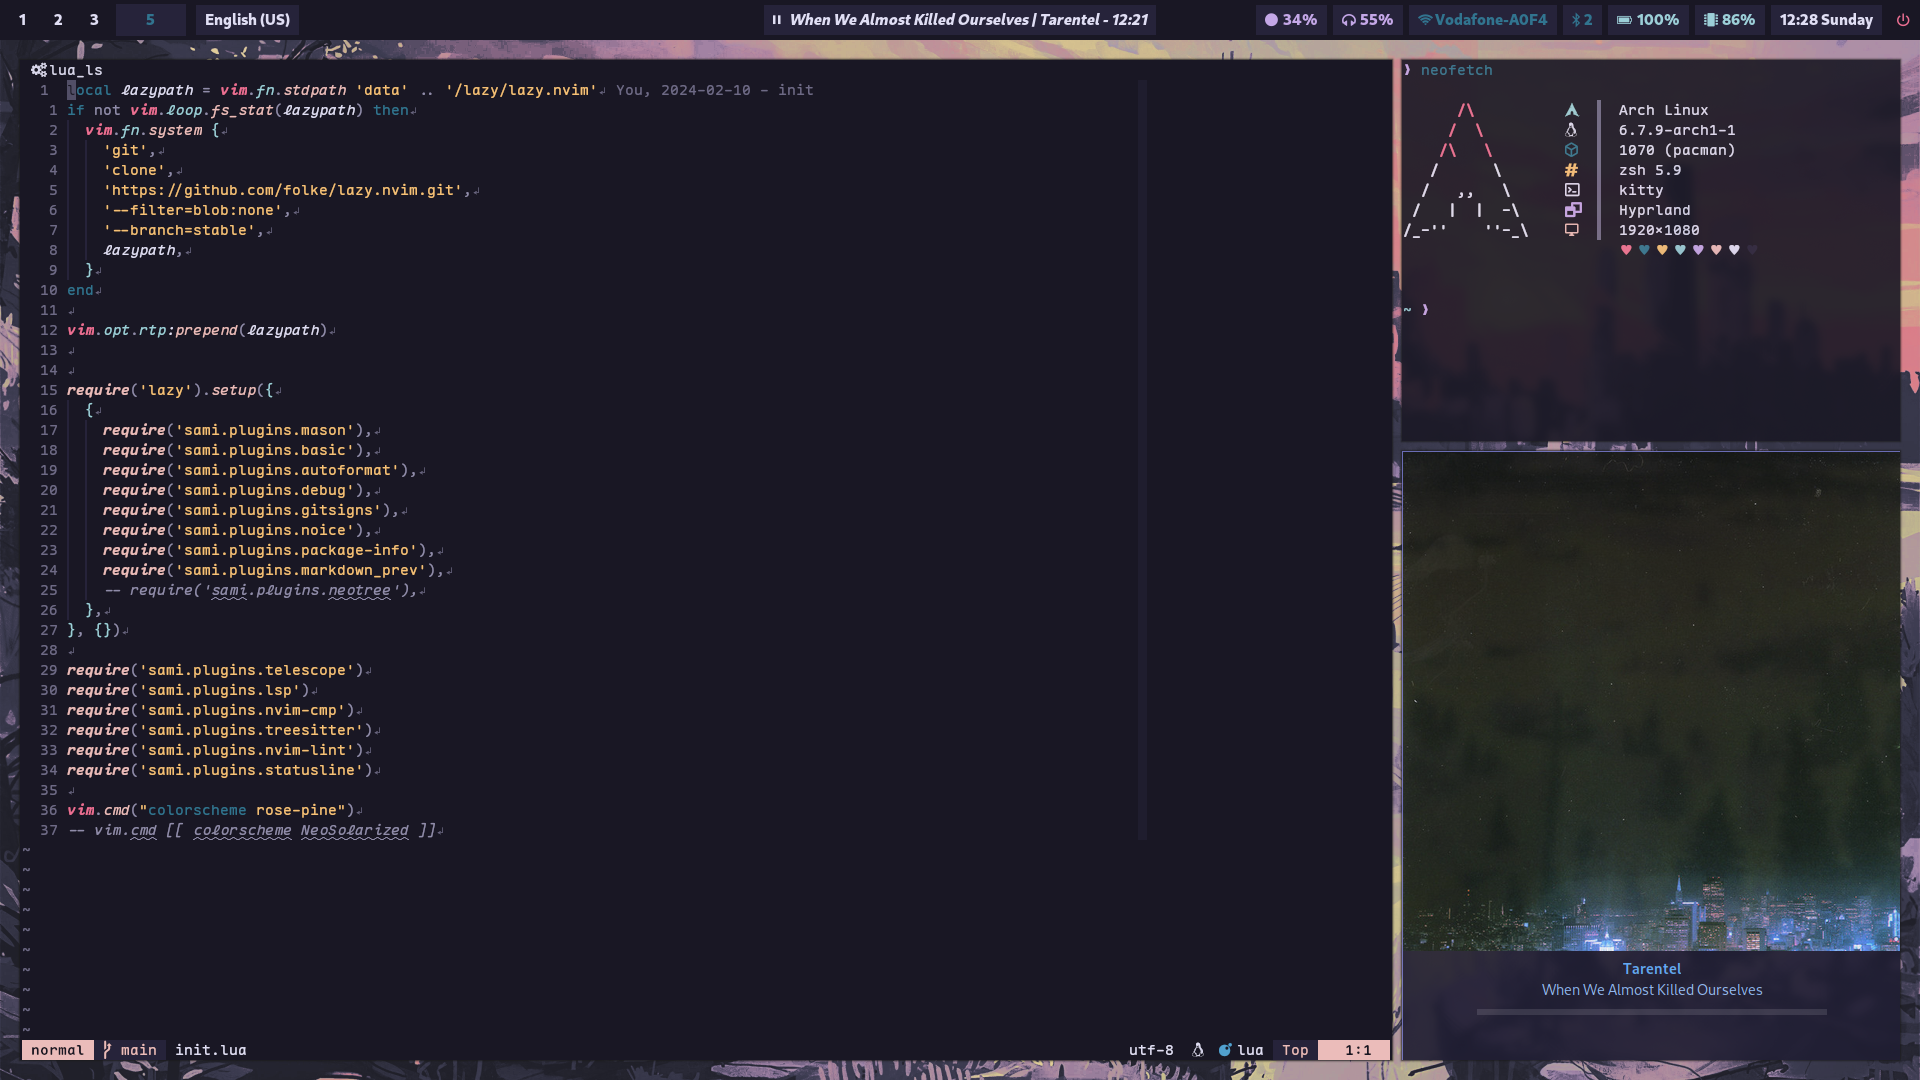 1 2 3 5 English (US)
When We Almost Killed Ourselves | Tarentel - 12:21
34% 55% Vodafone-A0F4 2 100% 86% 12:28 Sunday
lua_ls
1 local lazypath = vim.fn.stdpath 'data' .. '/lazy/lazy.nvim'↲ You, 2024-02-10 - init
1 if not vim.loop.fs_stat(lazypath) then↲
2 vim.fn.system {↲
3 'git',↲
4 'clone',↲
5 'https://github.com/folke/lazy.nvim.git',↲
6 '--filter=blob:none',↲
7 '--branch=stable',↲
8 lazypath,↲
9 }↲
10 end↲
11 ↲
12 vim.opt.rtp:prepend(lazypath)↲
13 ↲
14 ↲
15 require('lazy').setup({↲
16 {↲
17 require('sami.plugins.mason'),↲
18 require('sami.plugins.basic'),↲
19 require('sami.plugins.autoformat'),↲
20 require('sami.plugins.debug'),↲
21 require('sami.plugins.gitsigns'),↲
22 require('sami.plugins.noice'),↲
23 require('sami.plugins.package-info'),↲
24 require('sami.plugins.markdown_prev'),↲
25 -- require('sami.plugins.neotree'),↲
26 },↲
27 }, {})↲
28 ↲
29 require('sami.plugins.telescope')↲
30 require('sami.plugins.lsp')↲
31 require('sami.plugins.nvim-cmp')↲
32 require('sami.plugins.treesitter')↲
33 require('sami.plugins.nvim-lint')↲
34 require('sami.plugins.statusline')↲
35 ↲
36 vim.cmd("colorscheme rose-pine")↲
37 -- vim.cmd [[ colorscheme NeoSolarized ]]↲
~
~
~
~
~
~
~
~
~
~
normal main init.lua
utf-8 lua Top 1:1
❯ neofetch
Arch Linux
6.7.9-arch1-1
1070 (pacman)
zsh 5.9
kitty
Hyprland
1920×1080
~ ❯
Tarentel
When We Almost Killed Ourselves